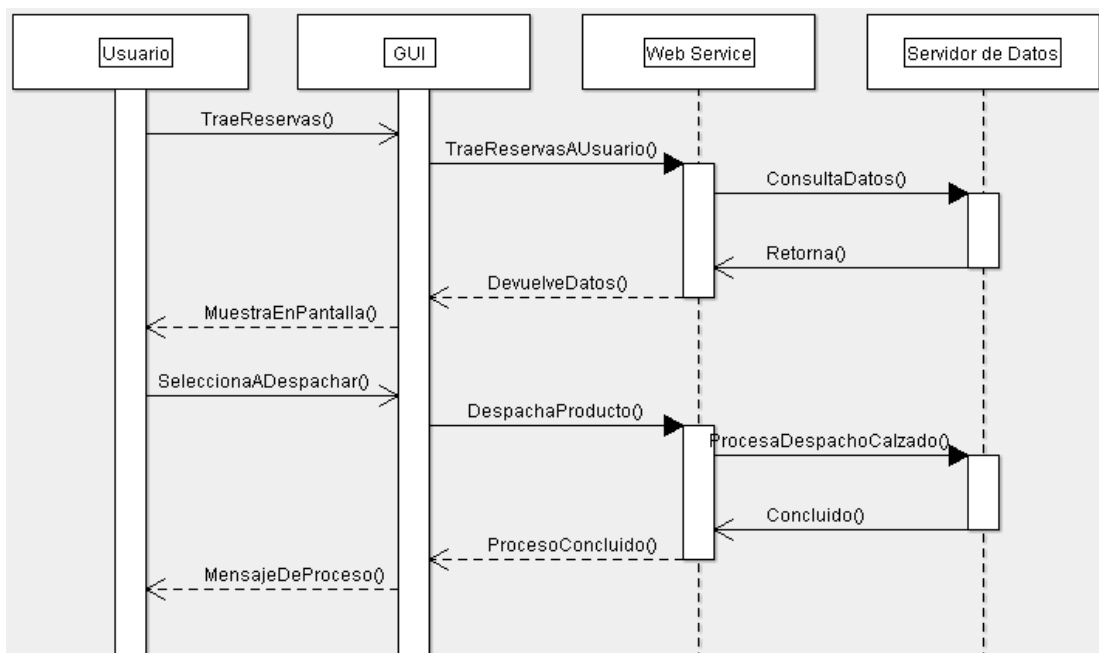 Usuario
GUI
Web Service
Servidor de Datos
TraeReservas()
TraeReservasAUsuario()
ConsultaDatos()
Retorna()
DevuelveDatos()
MuestraEnPantalla()
SeleccionaADespachar()
DespachaProducto()
ProcesaDespachoCalzado()
Concluido()
ProcesoConcluido()
MensajeDeProceso()